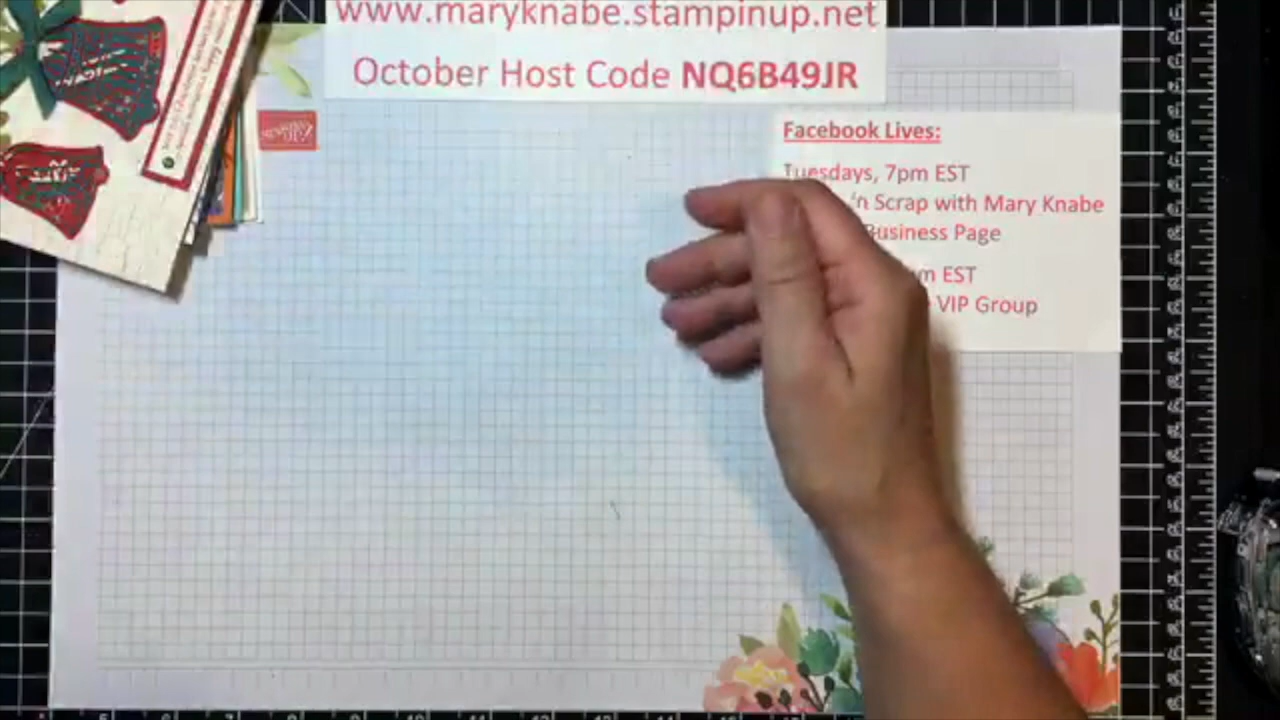 www.maryknabe.stampinup.net
October Host Code NQ6B49JR
Facebook Lives:
Tuesdays, 7pm EST
'n Scrap with Mary Knabe
Business Page
pm EST
VIP Group